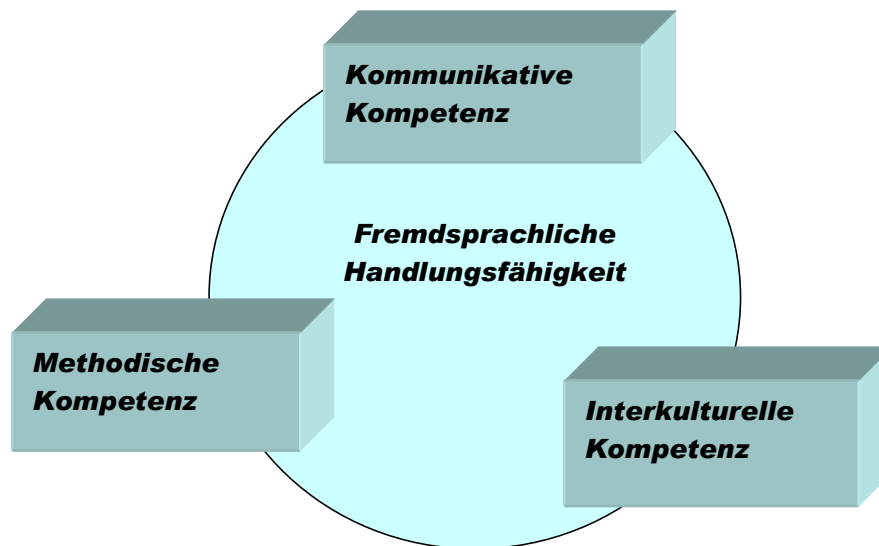 Kommunikative
Kompetenz
Fremdsprachliche
Handlungsfähigkeit
Methodische
Kompetenz
Interkulturelle
Kompetenz